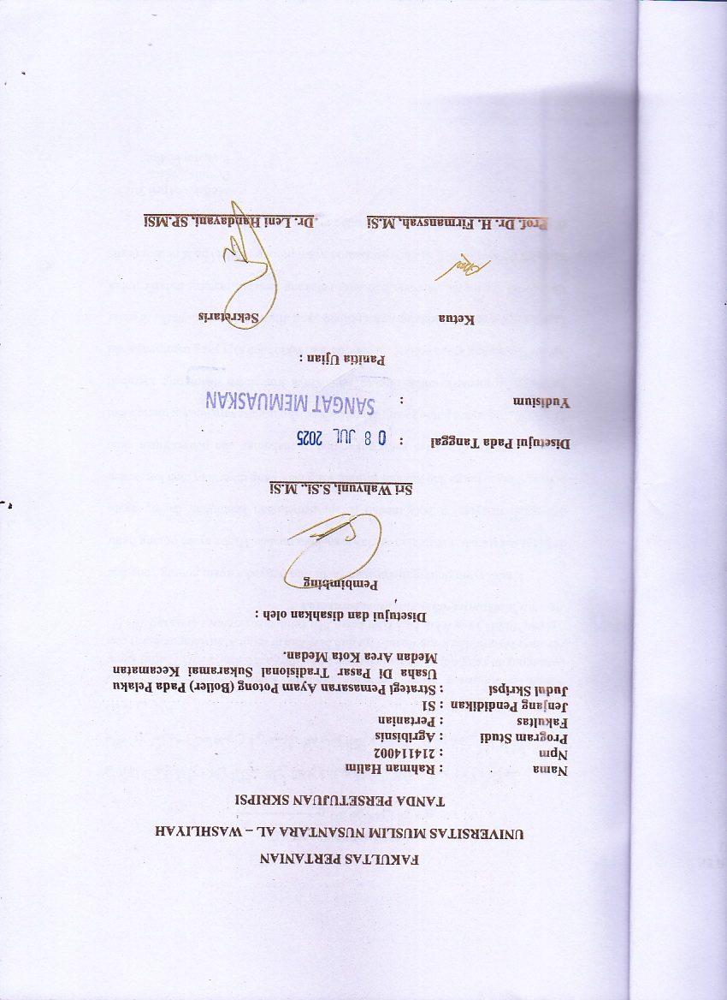 FAKULTAS PERTANIAN
UNIVERSITAS MUSLIM NUSANTARA AL – WASHLIYAH
TANDA PERSETUJUAN SKRIPSI
Nama : Rahman Halim
Npm : 214114002
Program Studi : Agribisnis
Fakultas : Pertanian
Jenjang Pendidikan : S1
Judul Skripsi : Strategi Pemasaran Ayam Potong (Boiler) Pada Pelaku
Usaha Di Pasar Tradisional Sukaramai Kecamatan
Medan Area Kota Medan.
Disetujui dan disahkan oleh :
Pembimbing
Sri Wahyuni, S.Si., M.Si
Disetujui Pada Tanggal : 08 JUL 2025
Yudisium : SANGAT MEMUASKAN
Panitia Ujian :
Ketua Sekretaris
Prof. Dr. H. Firmansyah, M.Si Dr. Leni Handayani, SP.MSi